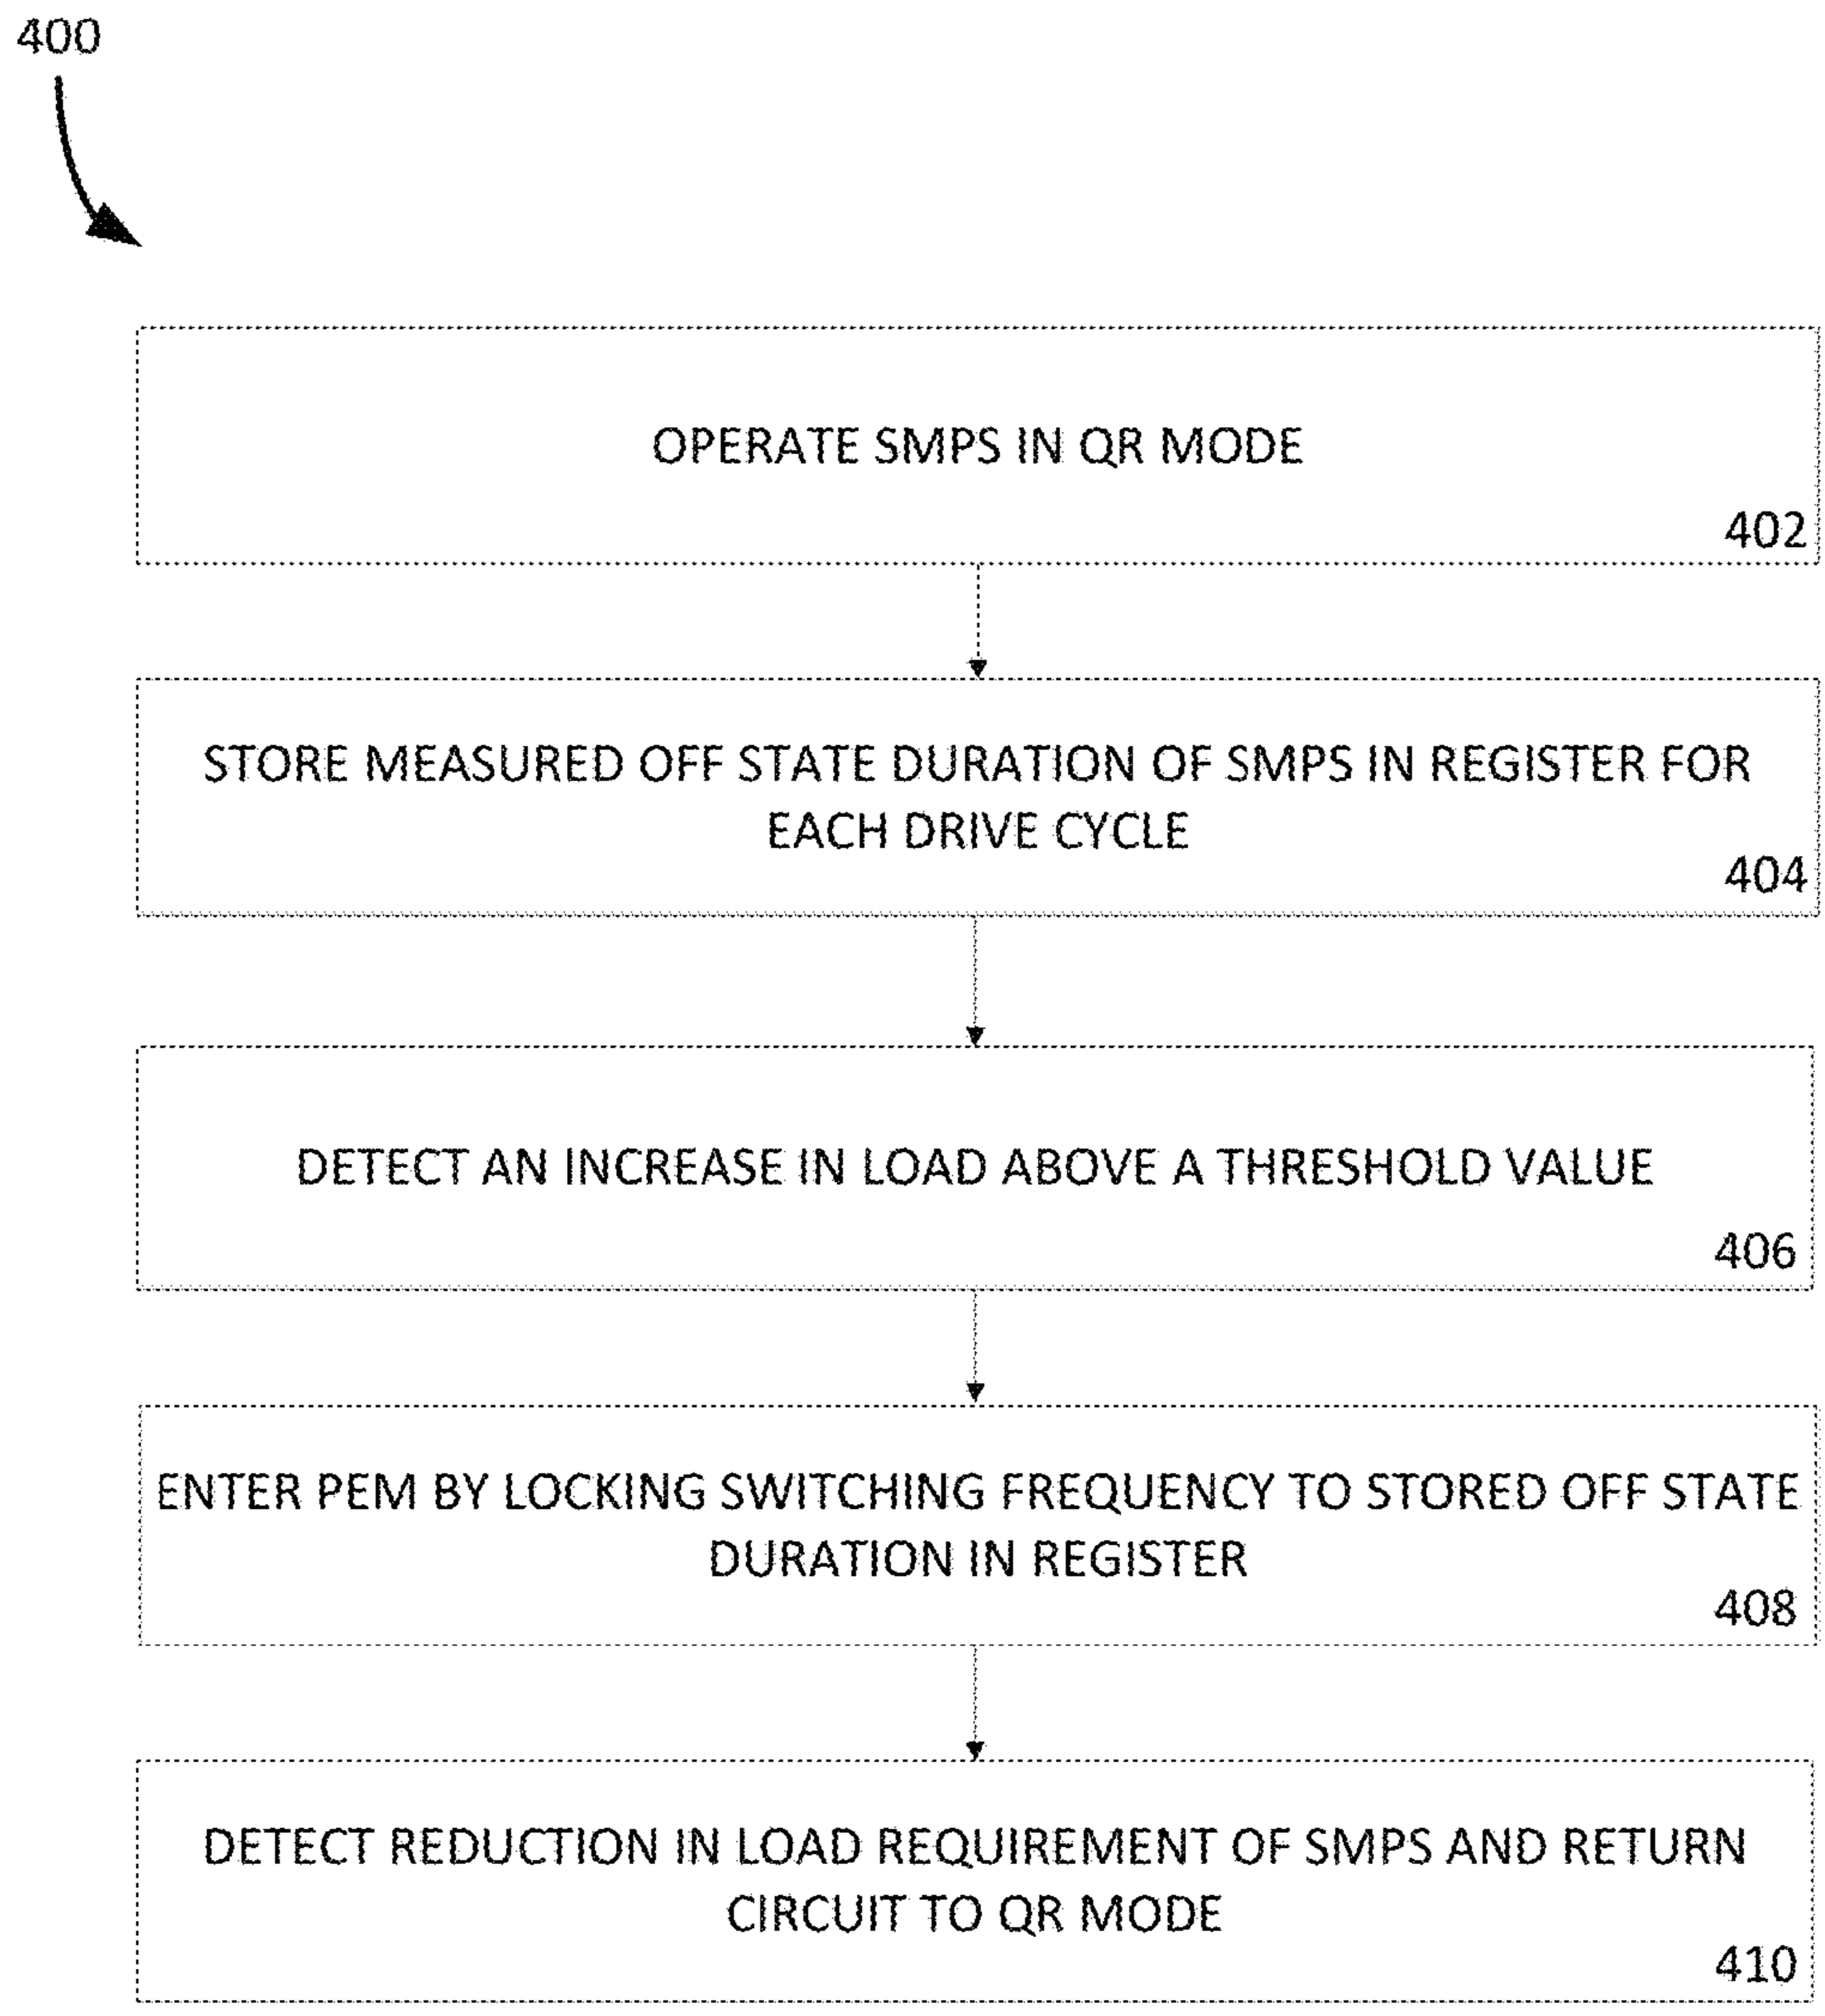 400
OPERATE SMPS IN QR MODE
402
STORE MEASURED OFF STATE DURATION OF SMPS IN REGISTER FOR
EACH DRIVE CYCLE
404
DETECT AN INCREASE IN LOAD ABOVE A THRESHOLD VALUE
406
ENTER PEM BY LOCKING SWITCHING FREQUENCY TO STORED OFF STATE
DURATION IN REGISTER
408
DETECT REDUCTION IN LOAD REQUIREMENT OF SMPS AND RETURN
CIRCUIT TO QR MODE
410